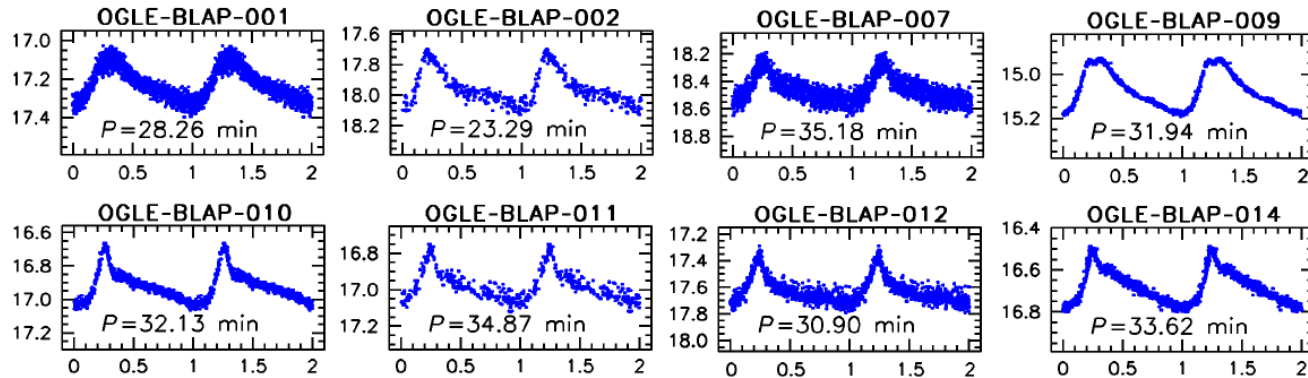 OGLE-BLAP-001 OGLE-BLAP-002 OGLE-BLAP-007 OGLE-BLAP-009
17.0 17.6 18.2 15.0
17.2 17.8 18.4 15.2
17.4 18.0 18.6
18.2 18.8
P=28.26 min P=23.29 min P=35.18 min P=31.94 min
0 0.5 1 1.5 2 0 0.5 1 1.5 2 0 0.5 1 1.5 2 0 0.5 1 1.5 2
OGLE-BLAP-010 OGLE-BLAP-011 OGLE-BLAP-012 OGLE-BLAP-014
16.6 16.8 17.2 16.4
16.8 17.0 17.4 16.6
17.0 17.2 17.6 16.8
17.2 17.8
18.0
P=32.13 min P=34.87 min P=30.90 min P=33.62 min
0 0.5 1 1.5 2 0 0.5 1 1.5 2 0 0.5 1 1.5 2 0 0.5 1 1.5 2